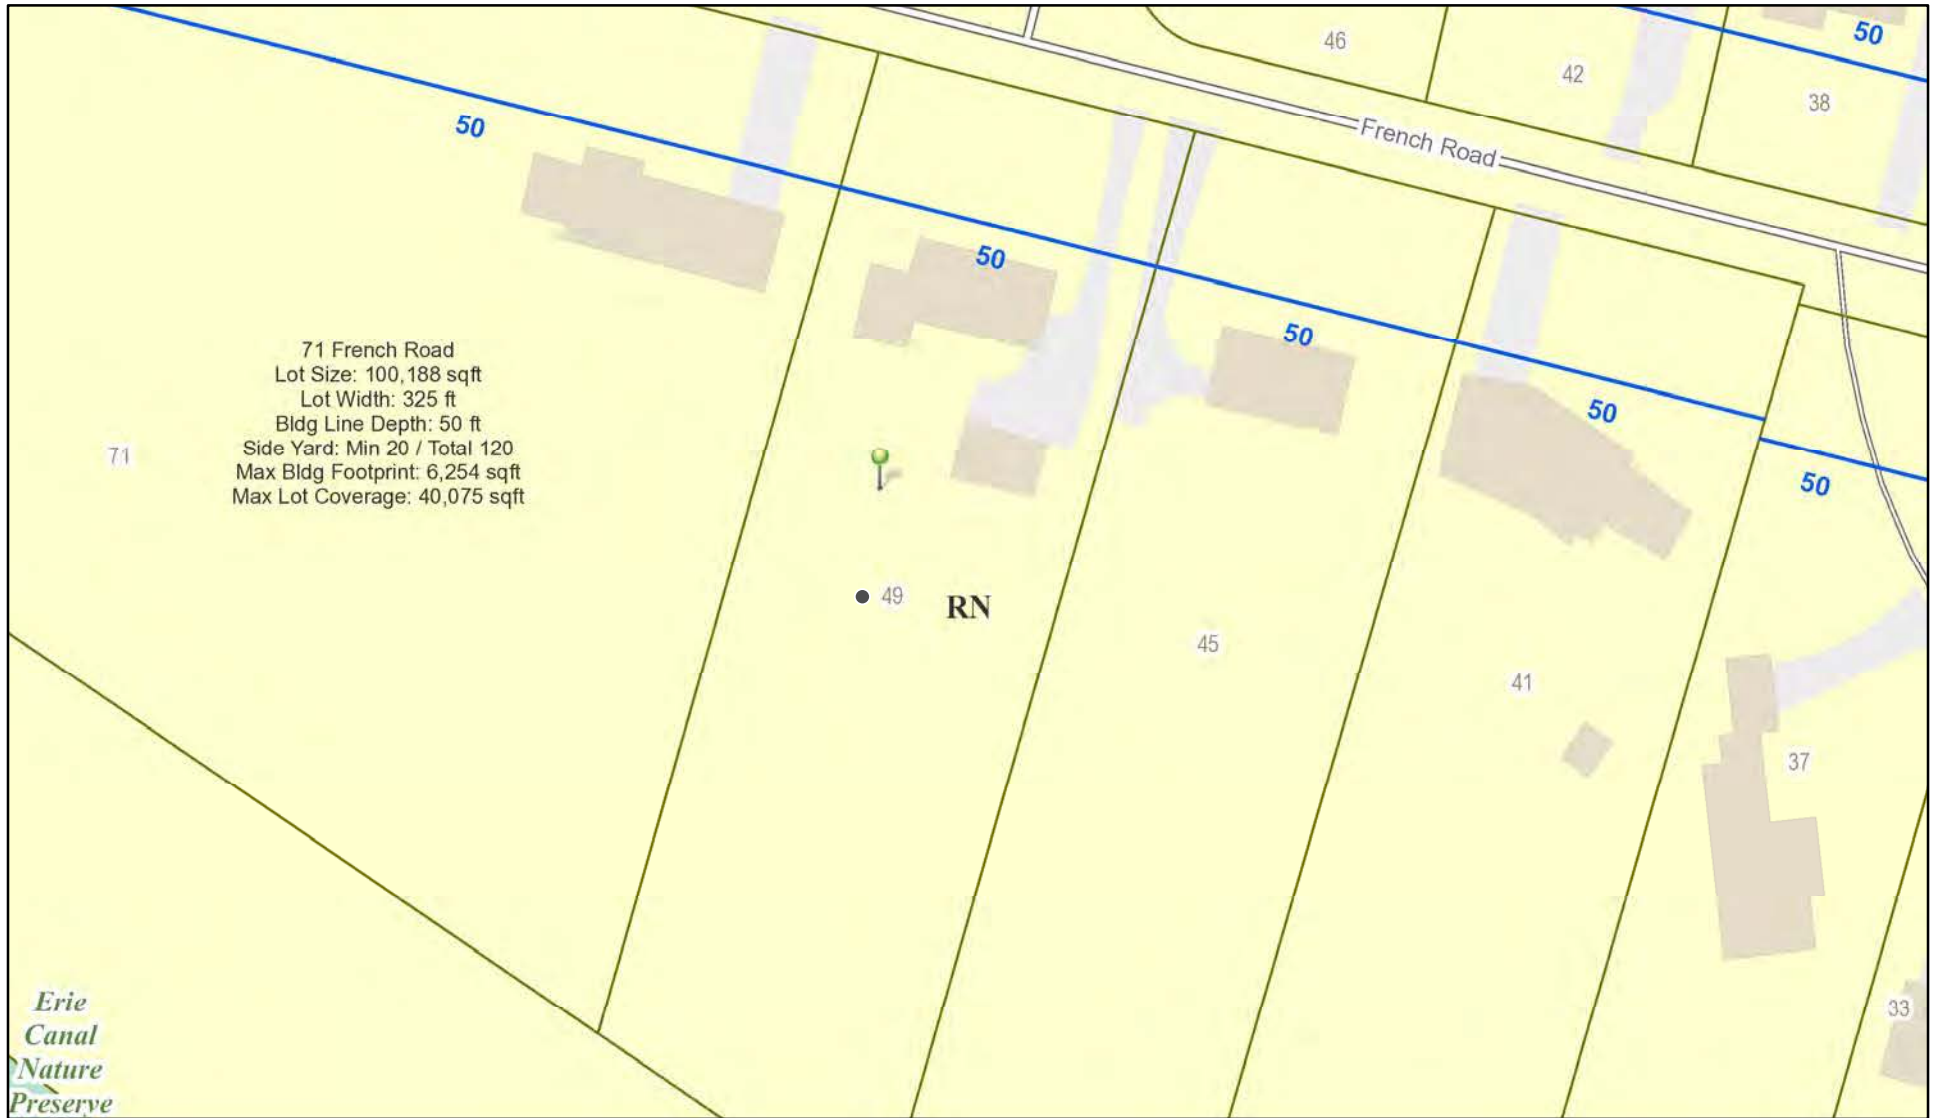 46
42
50
38
50
French Road
50
50
50
50
71 French Road
Lot Size: 100,188 sqft
Lot Width: 325 ft
Bldg Line Depth: 50 ft
Side Yard: Min 20 / Total 120
Max Bldg Footprint: 6,254 sqft
Max Lot Coverage: 40,075 sqft
71
49
RN
45
41
37
33
Erie
Canal
Nature
Preserve